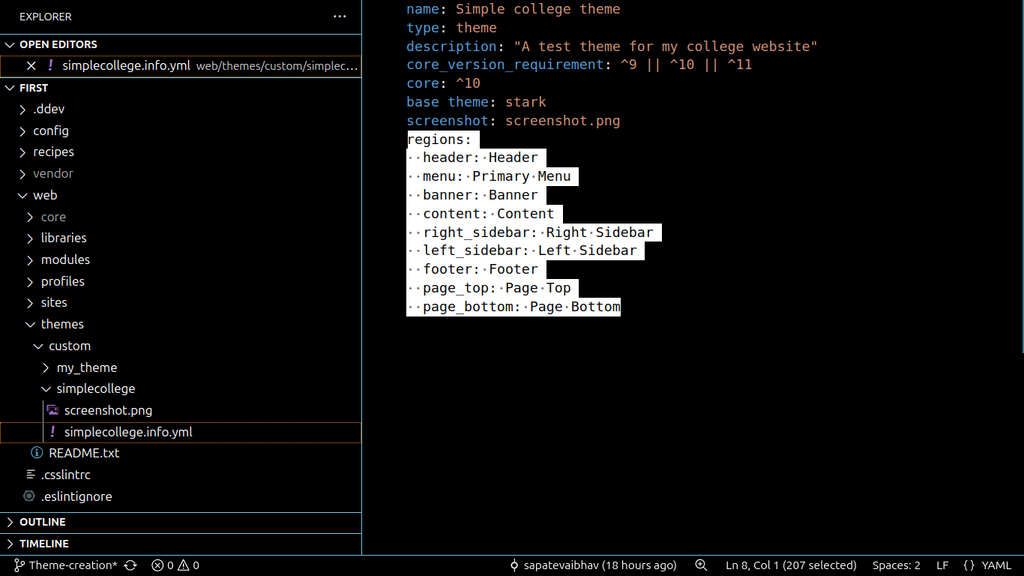 EXPLORER
OPEN EDITORS
simplecollege.info.yml web/themes/custom/simplec...
FIRST
.ddev
config
recipes
vendor
web
core
libraries
modules
profiles
sites
themes
custom
my_theme
simplecollege
screenshot.png
simplecollege.info.yml
README.txt
.csslintrc
.eslintignore
OUTLINE
TIMELINE
name: Simple college theme
type: theme
description: "A test theme for my college website"
core_version_requirement: ^9 || ^10 || ^11
core: ^10
base theme: stark
screenshot: screenshot.png
regions:
  header: Header
  menu: Primary Menu
  banner: Banner
  content: Content
  right_sidebar: Right Sidebar
  left_sidebar: Left Sidebar
  footer: Footer
  page_top: Page Top
  page_bottom: Page Bottom
Theme-creation* 0 0 sapatevaibhav (18 hours ago) Ln 8, Col 1 (207 selected) Spaces: 2 LF {} YAML